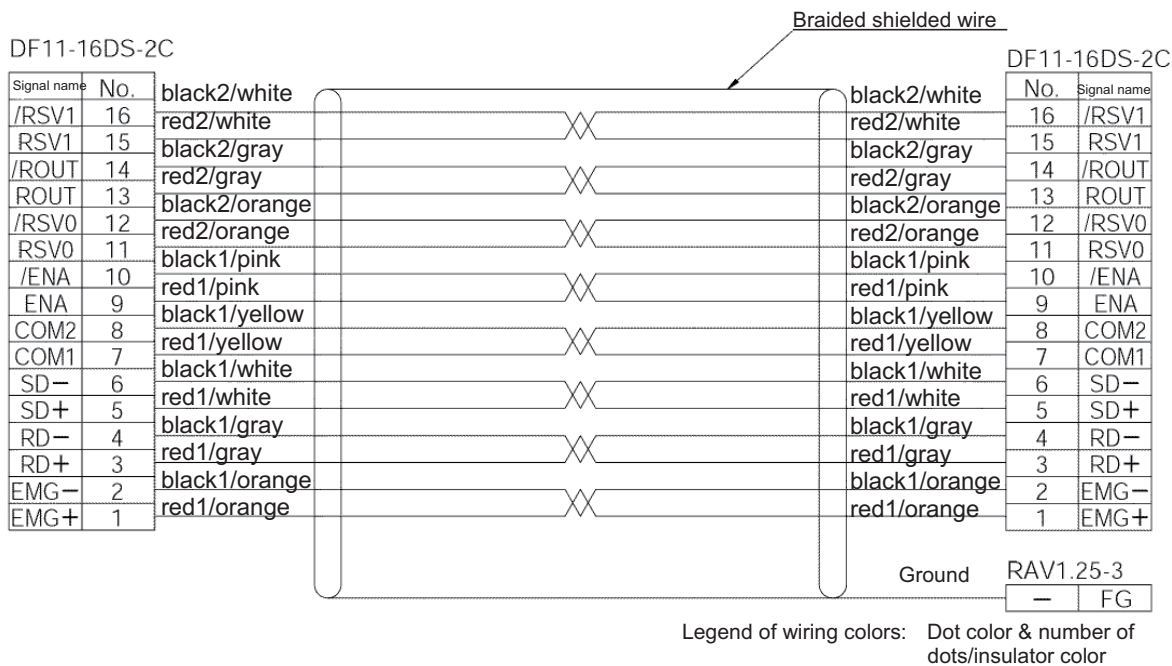 Braided shielded wire
DF11-16DS-2C DF11-16DS-2C
Signal name No. No. Signal name
black2/white black2/white
/RSV1 16 16 /RSV1
red2/white red2/white
RSV1 15 15 RSV1
black2/gray black2/gray
/ROUT 14 14 /ROUT
red2/gray red2/gray
ROUT 13 13 ROUT
black2/orange black2/orange
/RSV0 12 12 /RSV0
red2/orange red2/orange
RSV0 11 11 RSV0
black1/pink black1/pink
/ENA 10 10 /ENA
red1/pink red1/pink
ENA 9 9 ENA
black1/yellow black1/yellow
COM2 8 8 COM2
red1/yellow red1/yellow
COM1 7 7 COM1
black1/white black1/white
SD− 6 6 SD−
red1/white red1/white
SD+ 5 5 SD+
black1/gray black1/gray
RD− 4 4 RD−
red1/gray red1/gray
RD+ 3 3 RD+
black1/orange black1/orange
EMG− 2 2 EMG−
red1/orange red1/orange
EMG+ 1 1 EMG+
Ground RAV1.25-3
− FG
Legend of wiring colors: Dot color & number of
dots/insulator color